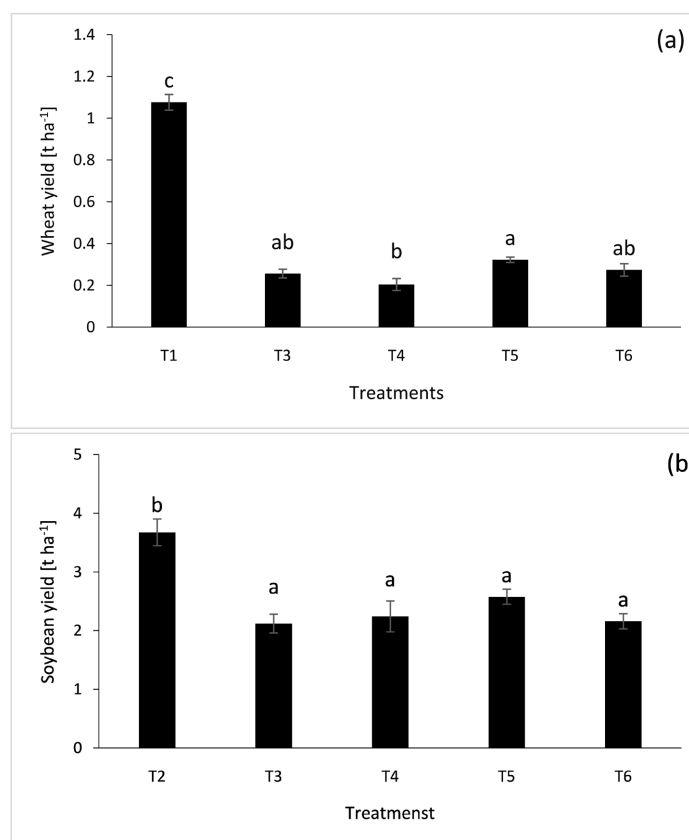 (a)
Wheat yield [t ha-1]
1.4
1.2
1
0.8
0.6
0.4
0.2
0
c
ab
b
a
ab
T1 T3 T4 T5 T6
Treatments
(b
Soybean yield [t ha-1]
5
4
3
2
1
0
b
a
a
a
a
T2 T3 T4 T5 T6
Treatmenst